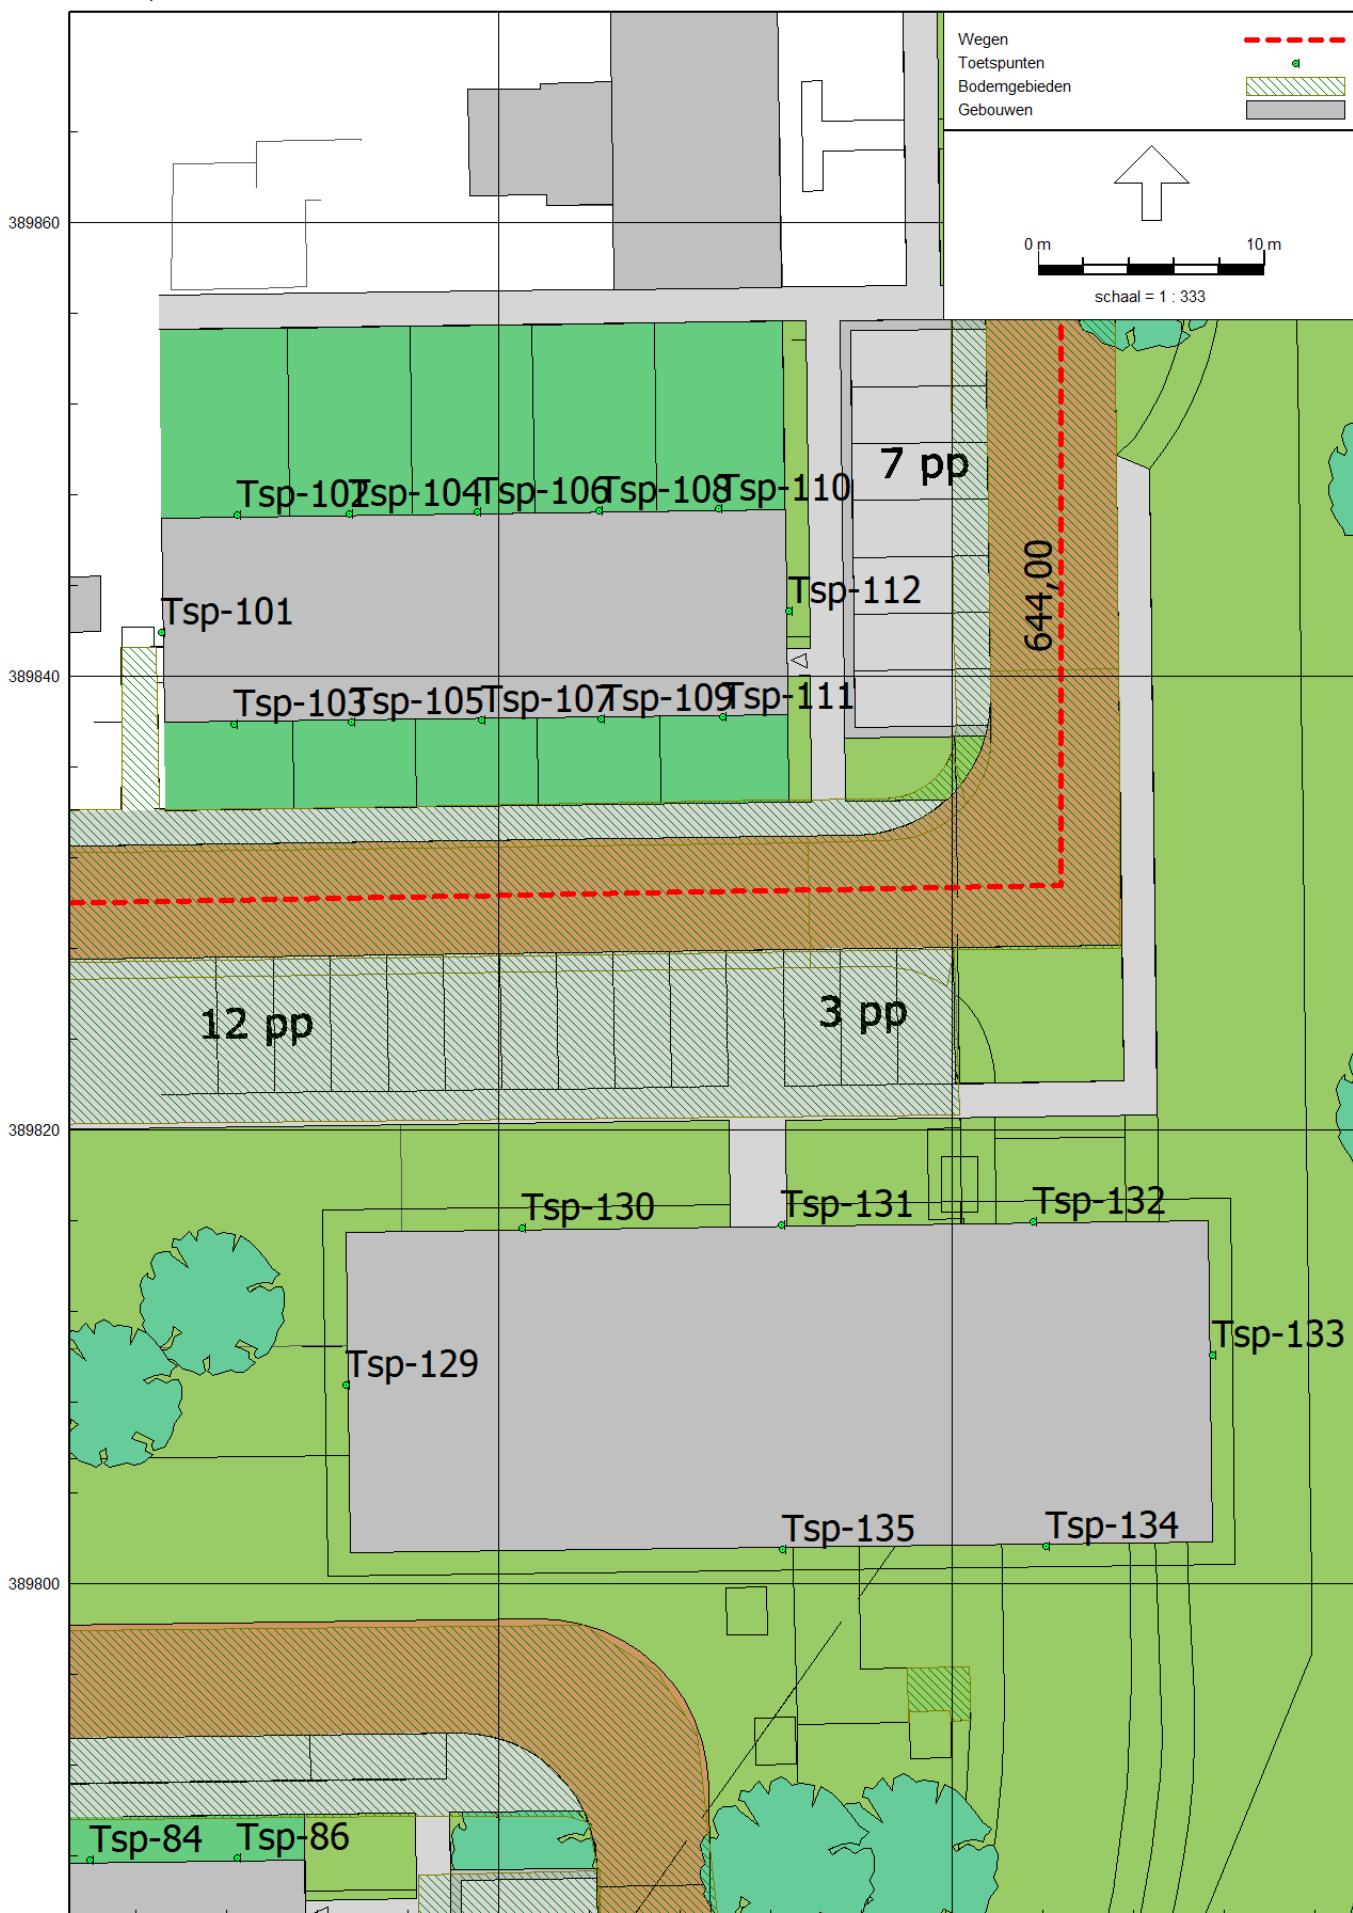 Wegen
Toetspunten
Bodemgebieden
Gebouwen
0 m 10 m
schaal = 1 : 333
389860
7 pp
Tsp-102 Tsp-104 Tsp-106 Tsp-108 Tsp-110
644,00
Tsp-101
Tsp-112
389840
Tsp-103 Tsp-105 Tsp-107 Tsp-109 Tsp-111
12 pp
3 pp
389820
Tsp-130
Tsp-131
Tsp-132
Tsp-133
Tsp-129
Tsp-135
Tsp-134
389800
Tsp-84
Tsp-86